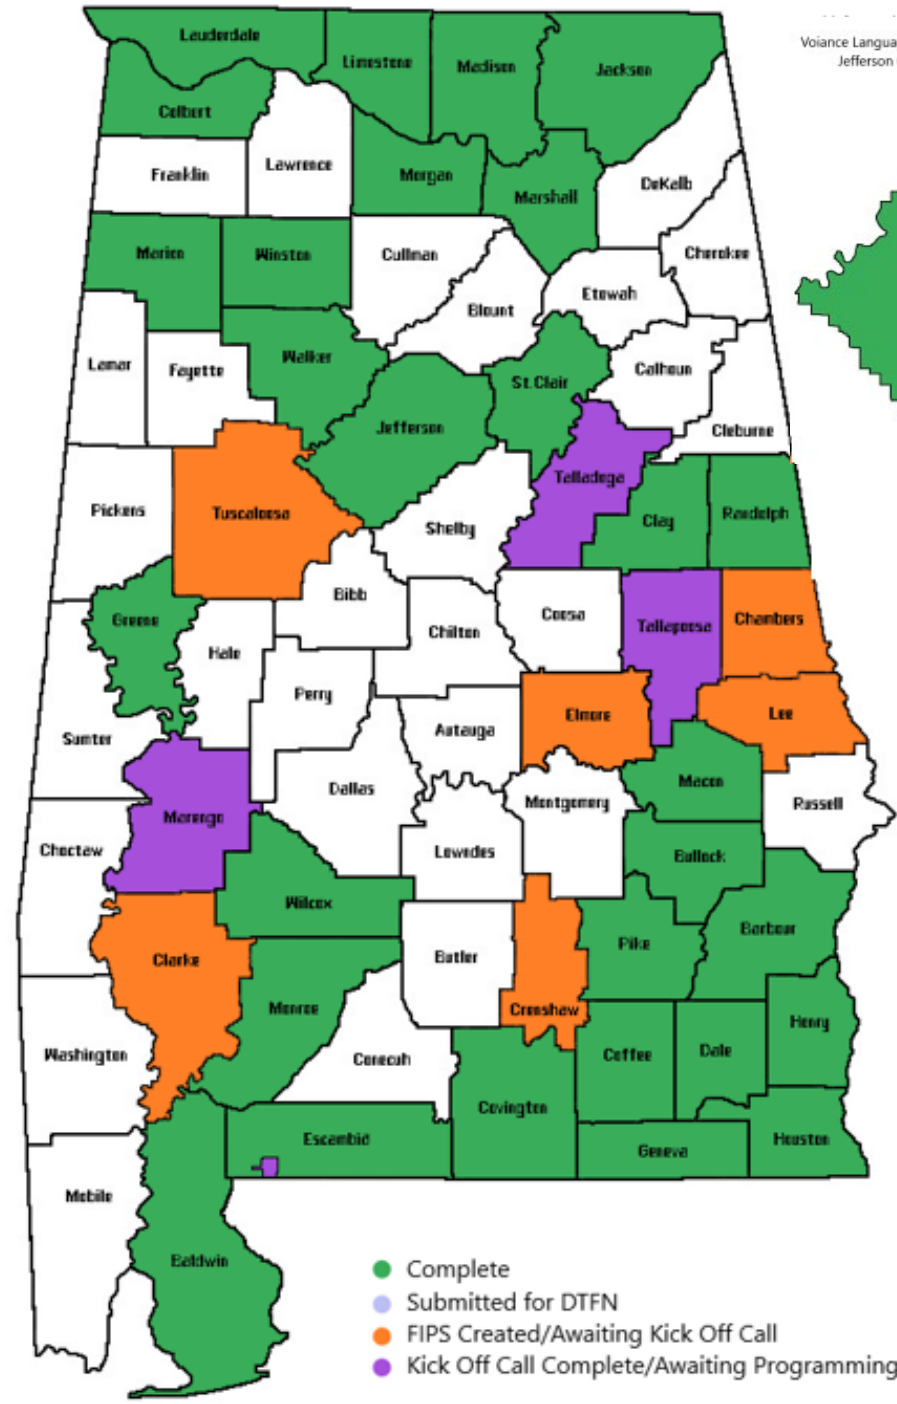 Voiance Langua
Jefferson
Lauderdale
Limestone
Madison
Jackson
Colbert
Franklin
Lawrence
Morgan
Marshall
DeKalb
Marion
Winston
Cullman
Cherokee
Blount
Etowah
Lamar
Fayette
Walker
St.Clair
Calhoun
Jefferson
Cleburne
Pickens
Tuscaloosa
Shelby
Talladega
Clay
Randolph
Greene
Hale
Bibb
Chilton
Coosa
Tallapoosa
Chambers
Sumter
Perry
Autauga
Elmore
Lee
Marengo
Dallas
Montgomery
Macon
Russell
Choctaw
Lowndes
Bullock
Wilcox
Clarke
Butler
Pike
Barbour
Monroe
Crenshaw
Washington
Conecuh
Coffee
Dale
Henry
Covington
Escambia
Geneva
Houston
Mobile
Baldwin
Complete
Submitted for DTFN
FIPS Created/Awaiting Kick Off Call
Kick Off Call Complete/Awaiting Programming